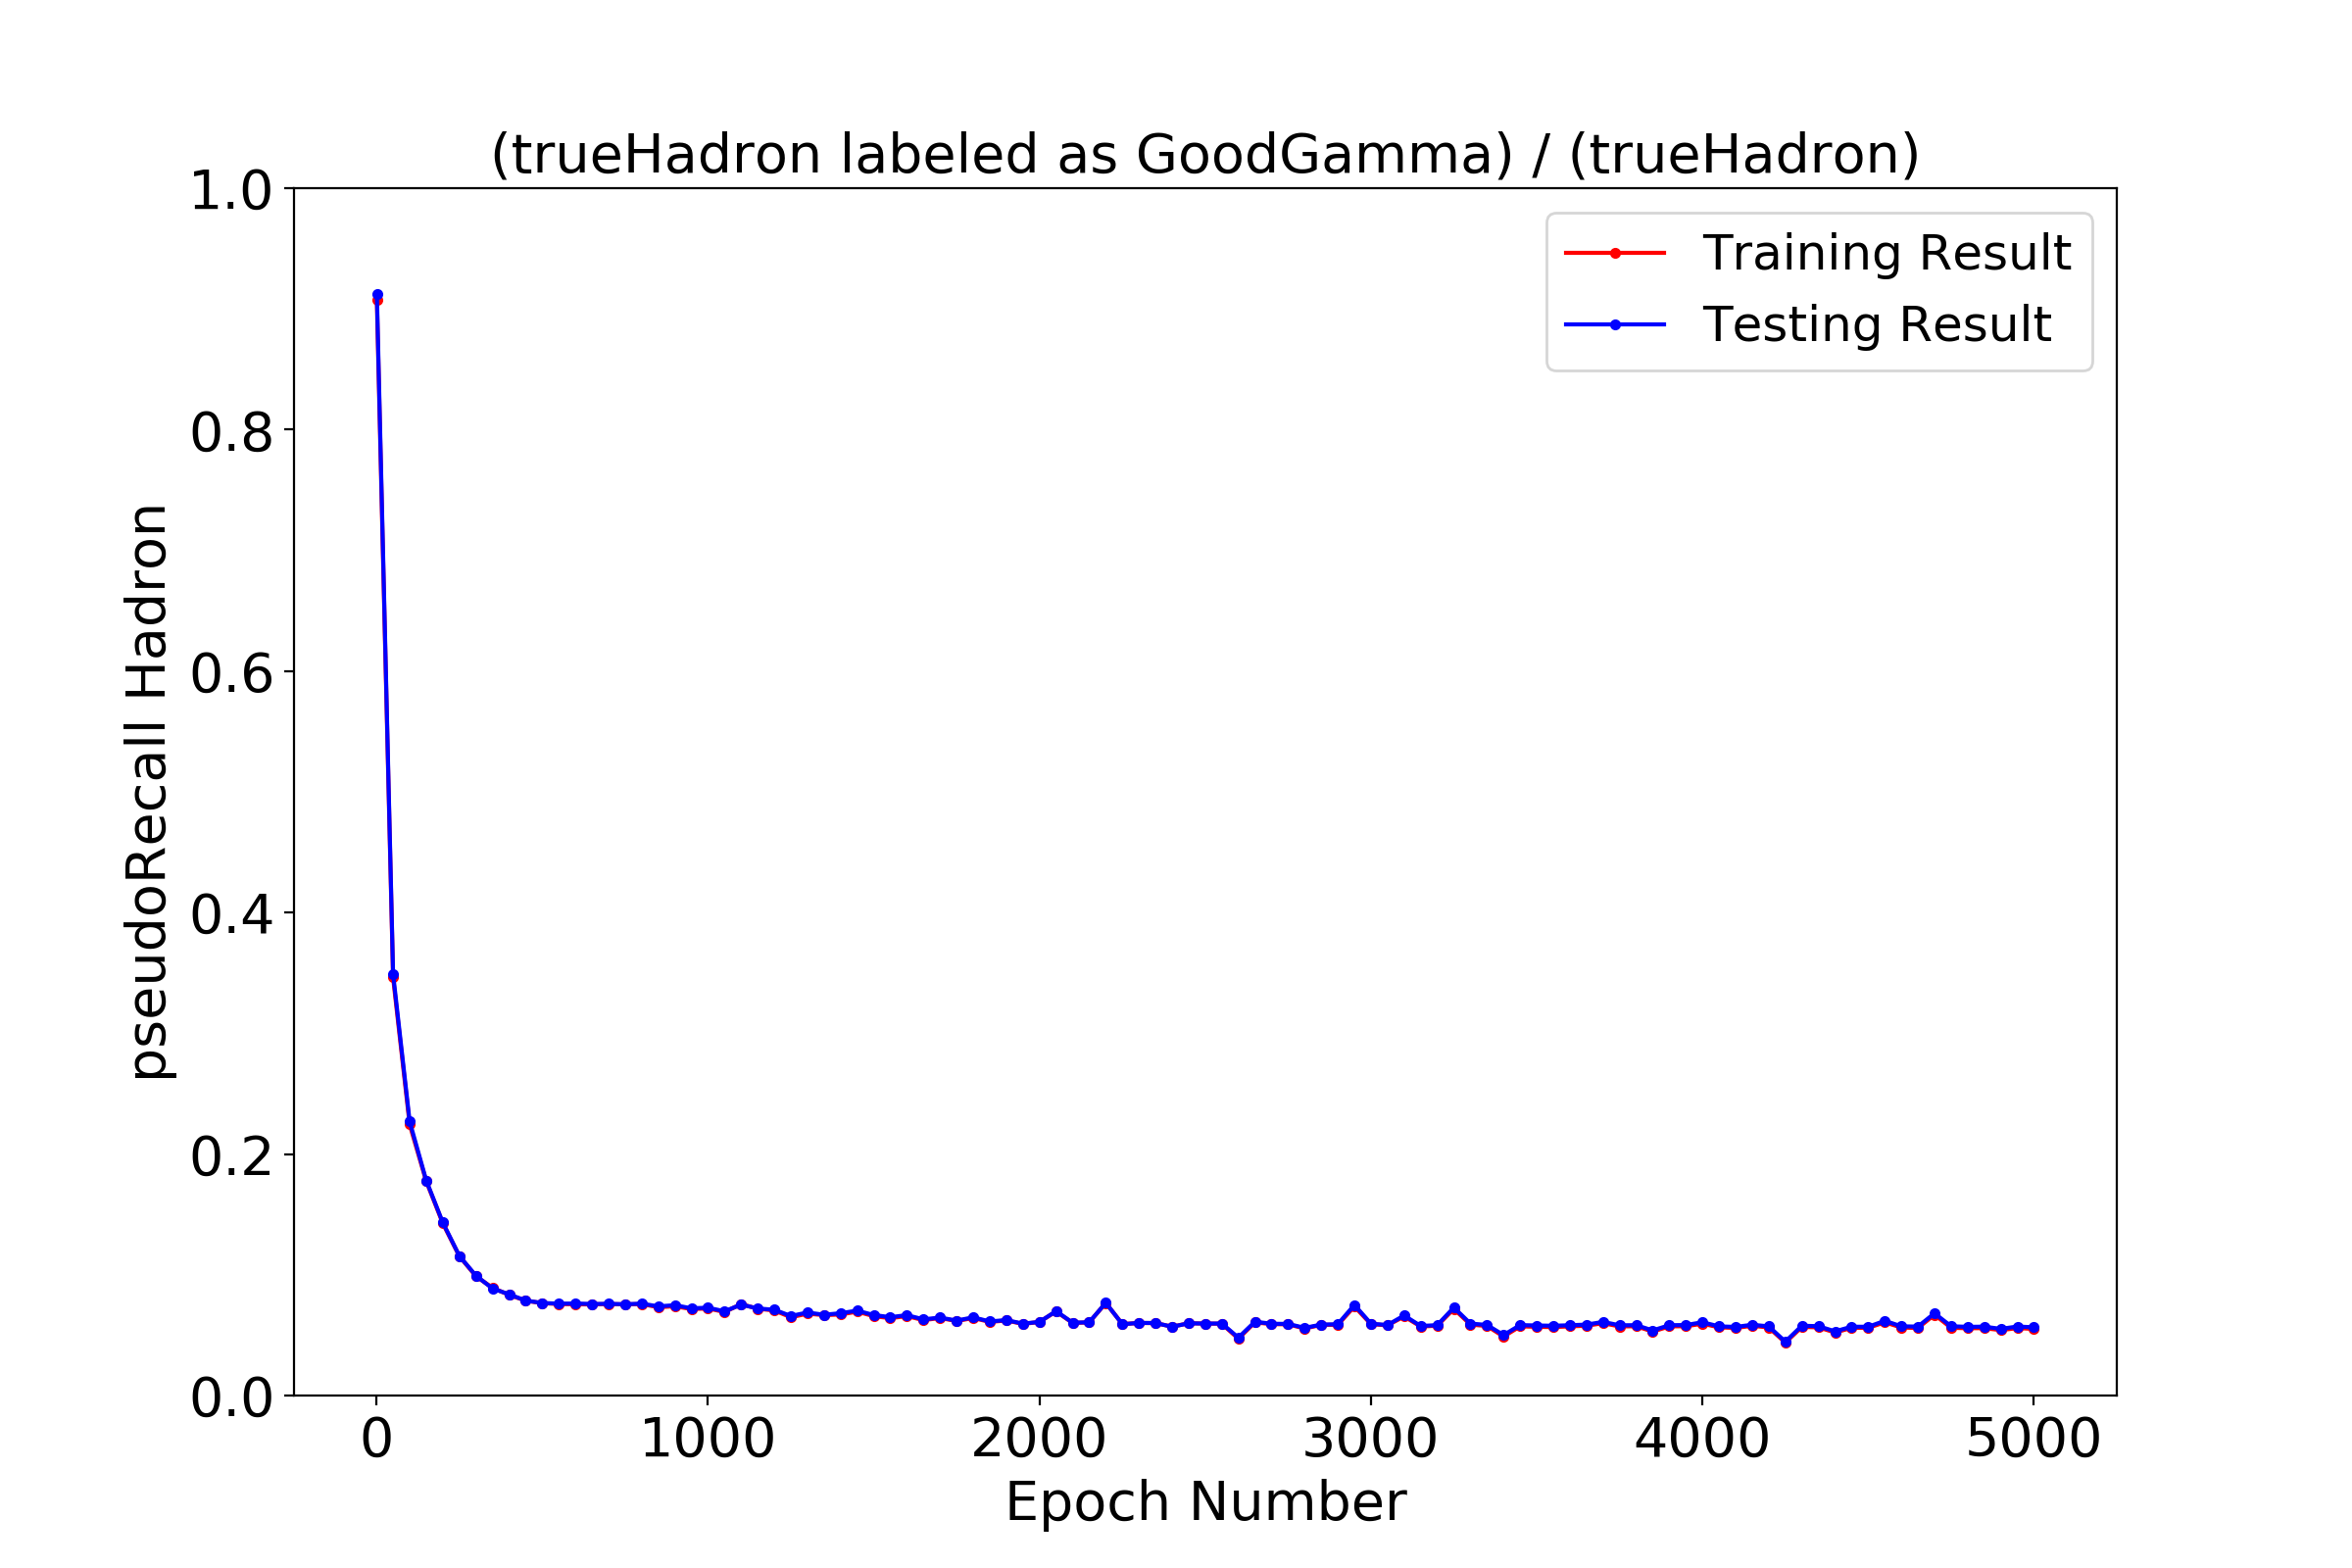 (trueHadron labeled as GoodGamma) / (trueHadron)
1.0
0.8
0.6
0.4
0.2
0.0
pseudoRecall Hadron
Training Result
Testing Result
0 1000 2000 3000 4000 5000
Epoch Number